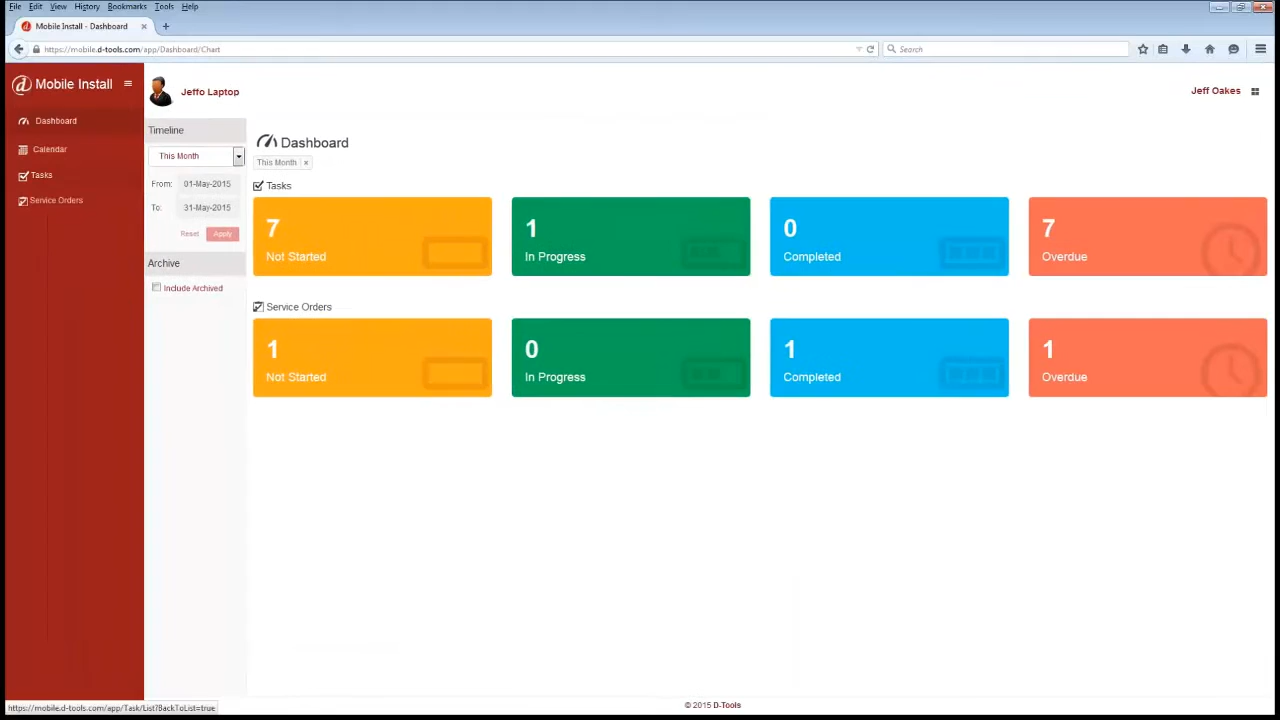 File Edit View History Bookmarks Tools Help
Mobile Install - Dashboard × +
https://mobile.d-tools.com/app/Dashboard/Chart
Search
Mobile Install
Jeffo Laptop
Jeff Oakes
Dashboard
Calendar
Tasks
Service Orders
Timeline
This Month
From: 01-May-2015
To: 31-May-2015
Reset Apply
Archive
Include Archived
Dashboard
This Month ×
Tasks
7 Not Started
1 In Progress
0 Completed
7 Overdue
Service Orders
1 Not Started
0 In Progress
1 Completed
1 Overdue
https://mobile.d-tools.com/app/Task/List?BackToList=true
© 2015 D-Tools